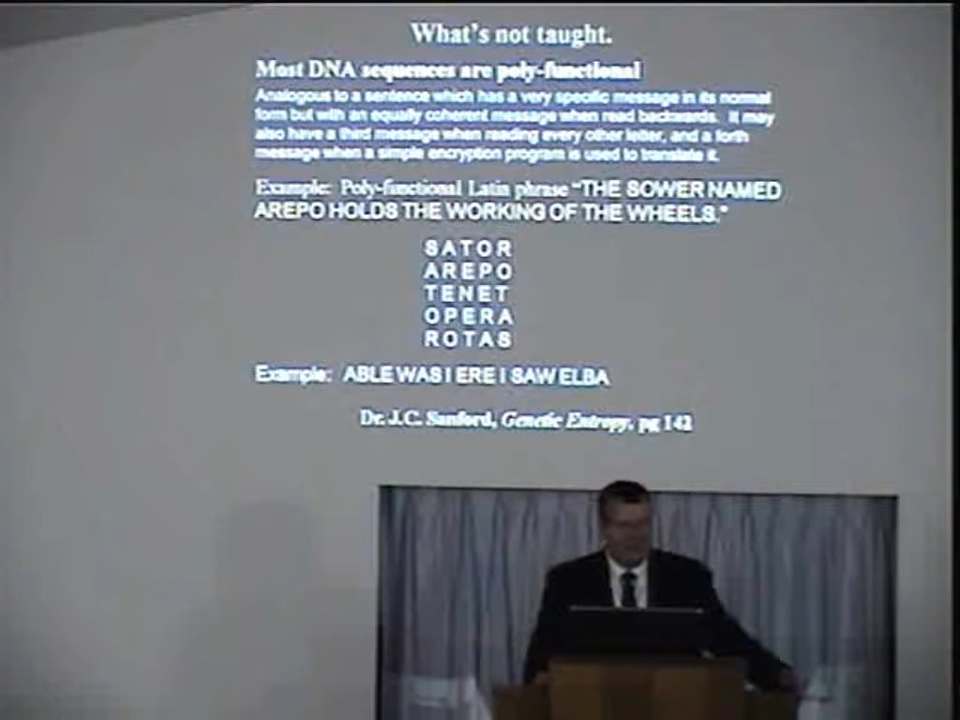 What's not taught.
Most DNA sequences are poly-functional
Analogous to a sentence which has a very specific message in its normal
form but with an equally coherent message when read backwards. It may
also have a third message when reading every other letter, and a forth
message when a simple encryption program is used to translate it.
Example: Poly-functional Latin phrase "THE SOWER NAMED
AREPO HOLDS THE WORKING OF THE WHEELS."
SATOR
AREPO
TENET
OPERA
ROTAS
Example: ABLE WAS I ERE I SAW ELBA
Dr. J.C. Sanford, Genetic Entropy, pg 142